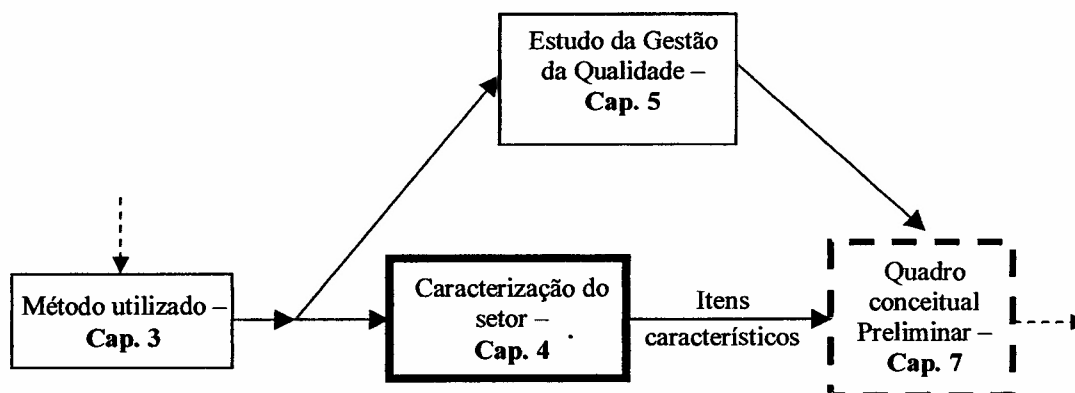 Estudo da Gestão
da Qualidade –
Cap. 5
Método utilizado –
Cap. 3
Caracterização do
setor –
Cap. 4
Itens
característicos
Quadro
conceitual
Preliminar –
Cap. 7